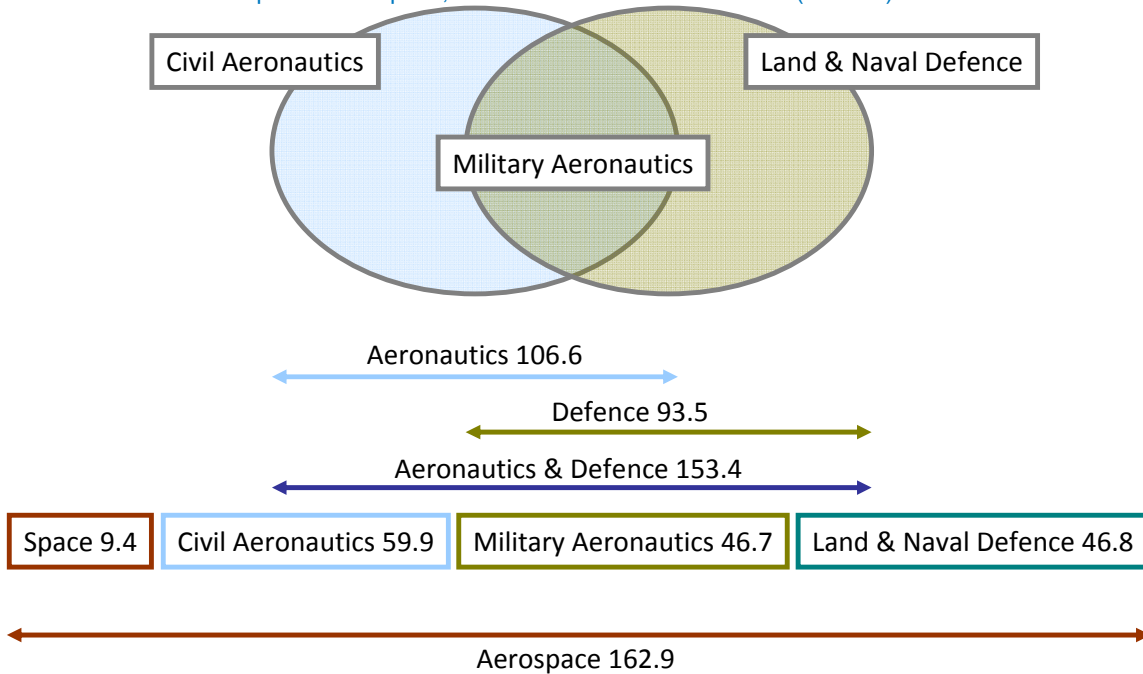 Civil Aeronautics
Land & Naval Defence
Military Aeronautics
Aeronautics 106.6
Defence 93.5
Aeronautics & Defence 153.4
Space 9.4
Civil Aeronautics 59.9
Military Aeronautics 46.7
Land & Naval Defence 46.8
Aerospace 162.9